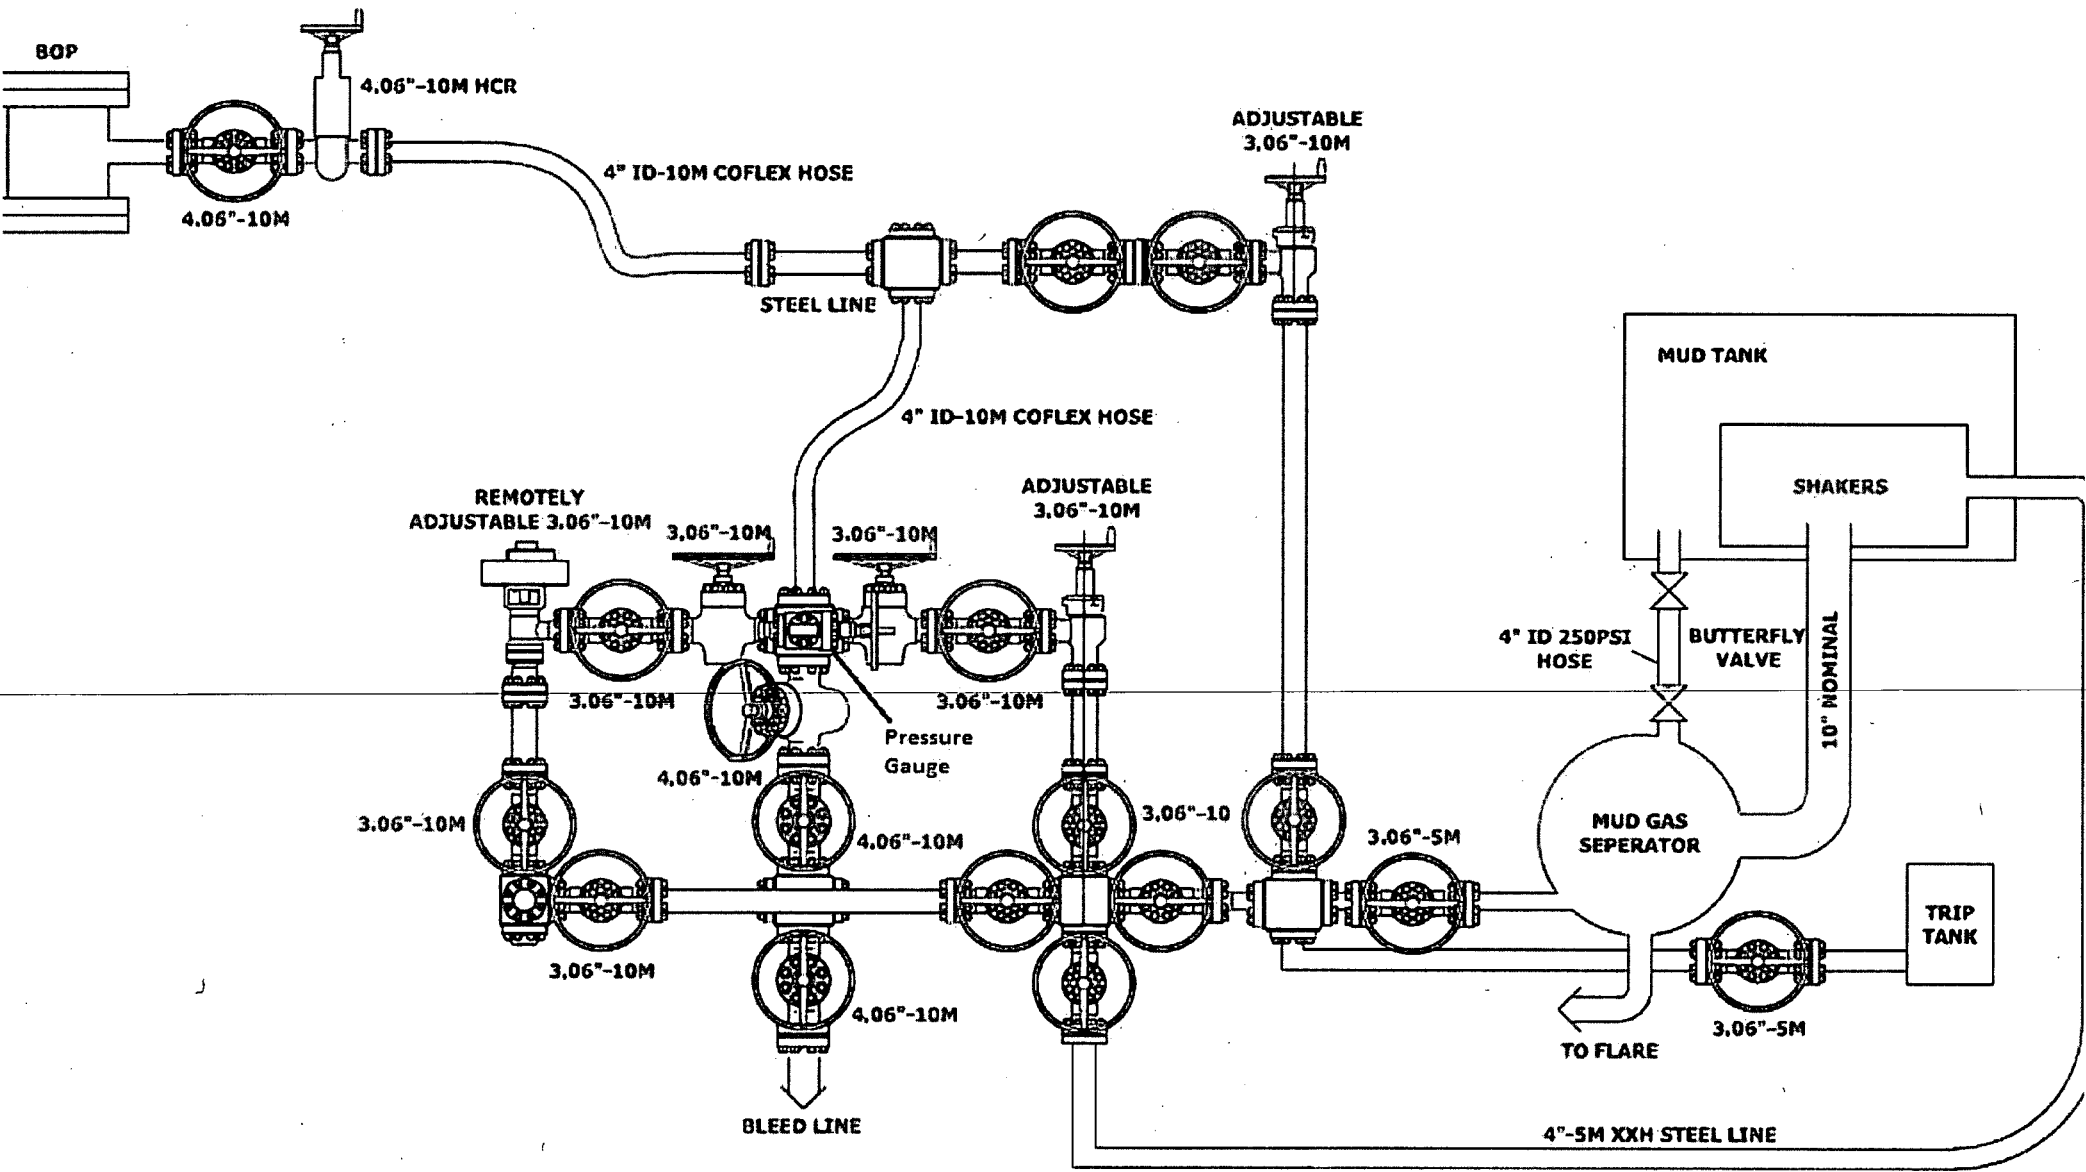 BOP
4.06"-10M HCR
4.06"-10M
4" ID-10M COFLEX HOSE
ADJUSTABLE
3.06"-10M
STEEL LINE
4" ID-10M COFLEX HOSE
MUD TANK
SHAKERS
REMOTELY
ADJUSTABLE 3.06"-10M
3.06"-10M
3.06"-10M
ADJUSTABLE
3.06"-10M
4" ID 250PSI
HOSE
BUTTERFLY
VALVE
10" NOMINAL
3.06"-10M
3.06"-10M
Pressure
Gauge
4.06"-10M
3.06"-10M
4.06"-10M
3.06"-10
3.06"-5M
MUD GAS
SEPERATOR
TRIP
TANK
3.06"-10M
4.06"-10M
3.06"-5M
TO FLARE
BLEED LINE
4"-5M XXH STEEL LINE